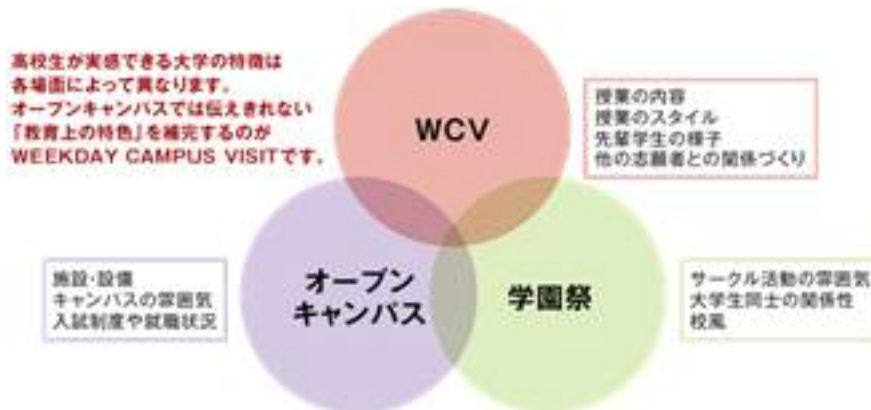 高校生が実感できる大学の特徴は
各場面によって異なります。
オープンキャンパスでは伝えきれない
『教育上の特色』を補完するのが
WEEKDAY CAMPUS VISITです。
WCV
授業の内容
授業のスタイル
先輩学生の様子
他の志願者との関係づくり
オープン
キャンパス
施設・設備
キャンパスの雰囲気
入試制度や就職状況
学園祭
サークル活動の雰囲気
大学生同士の関係性
校風